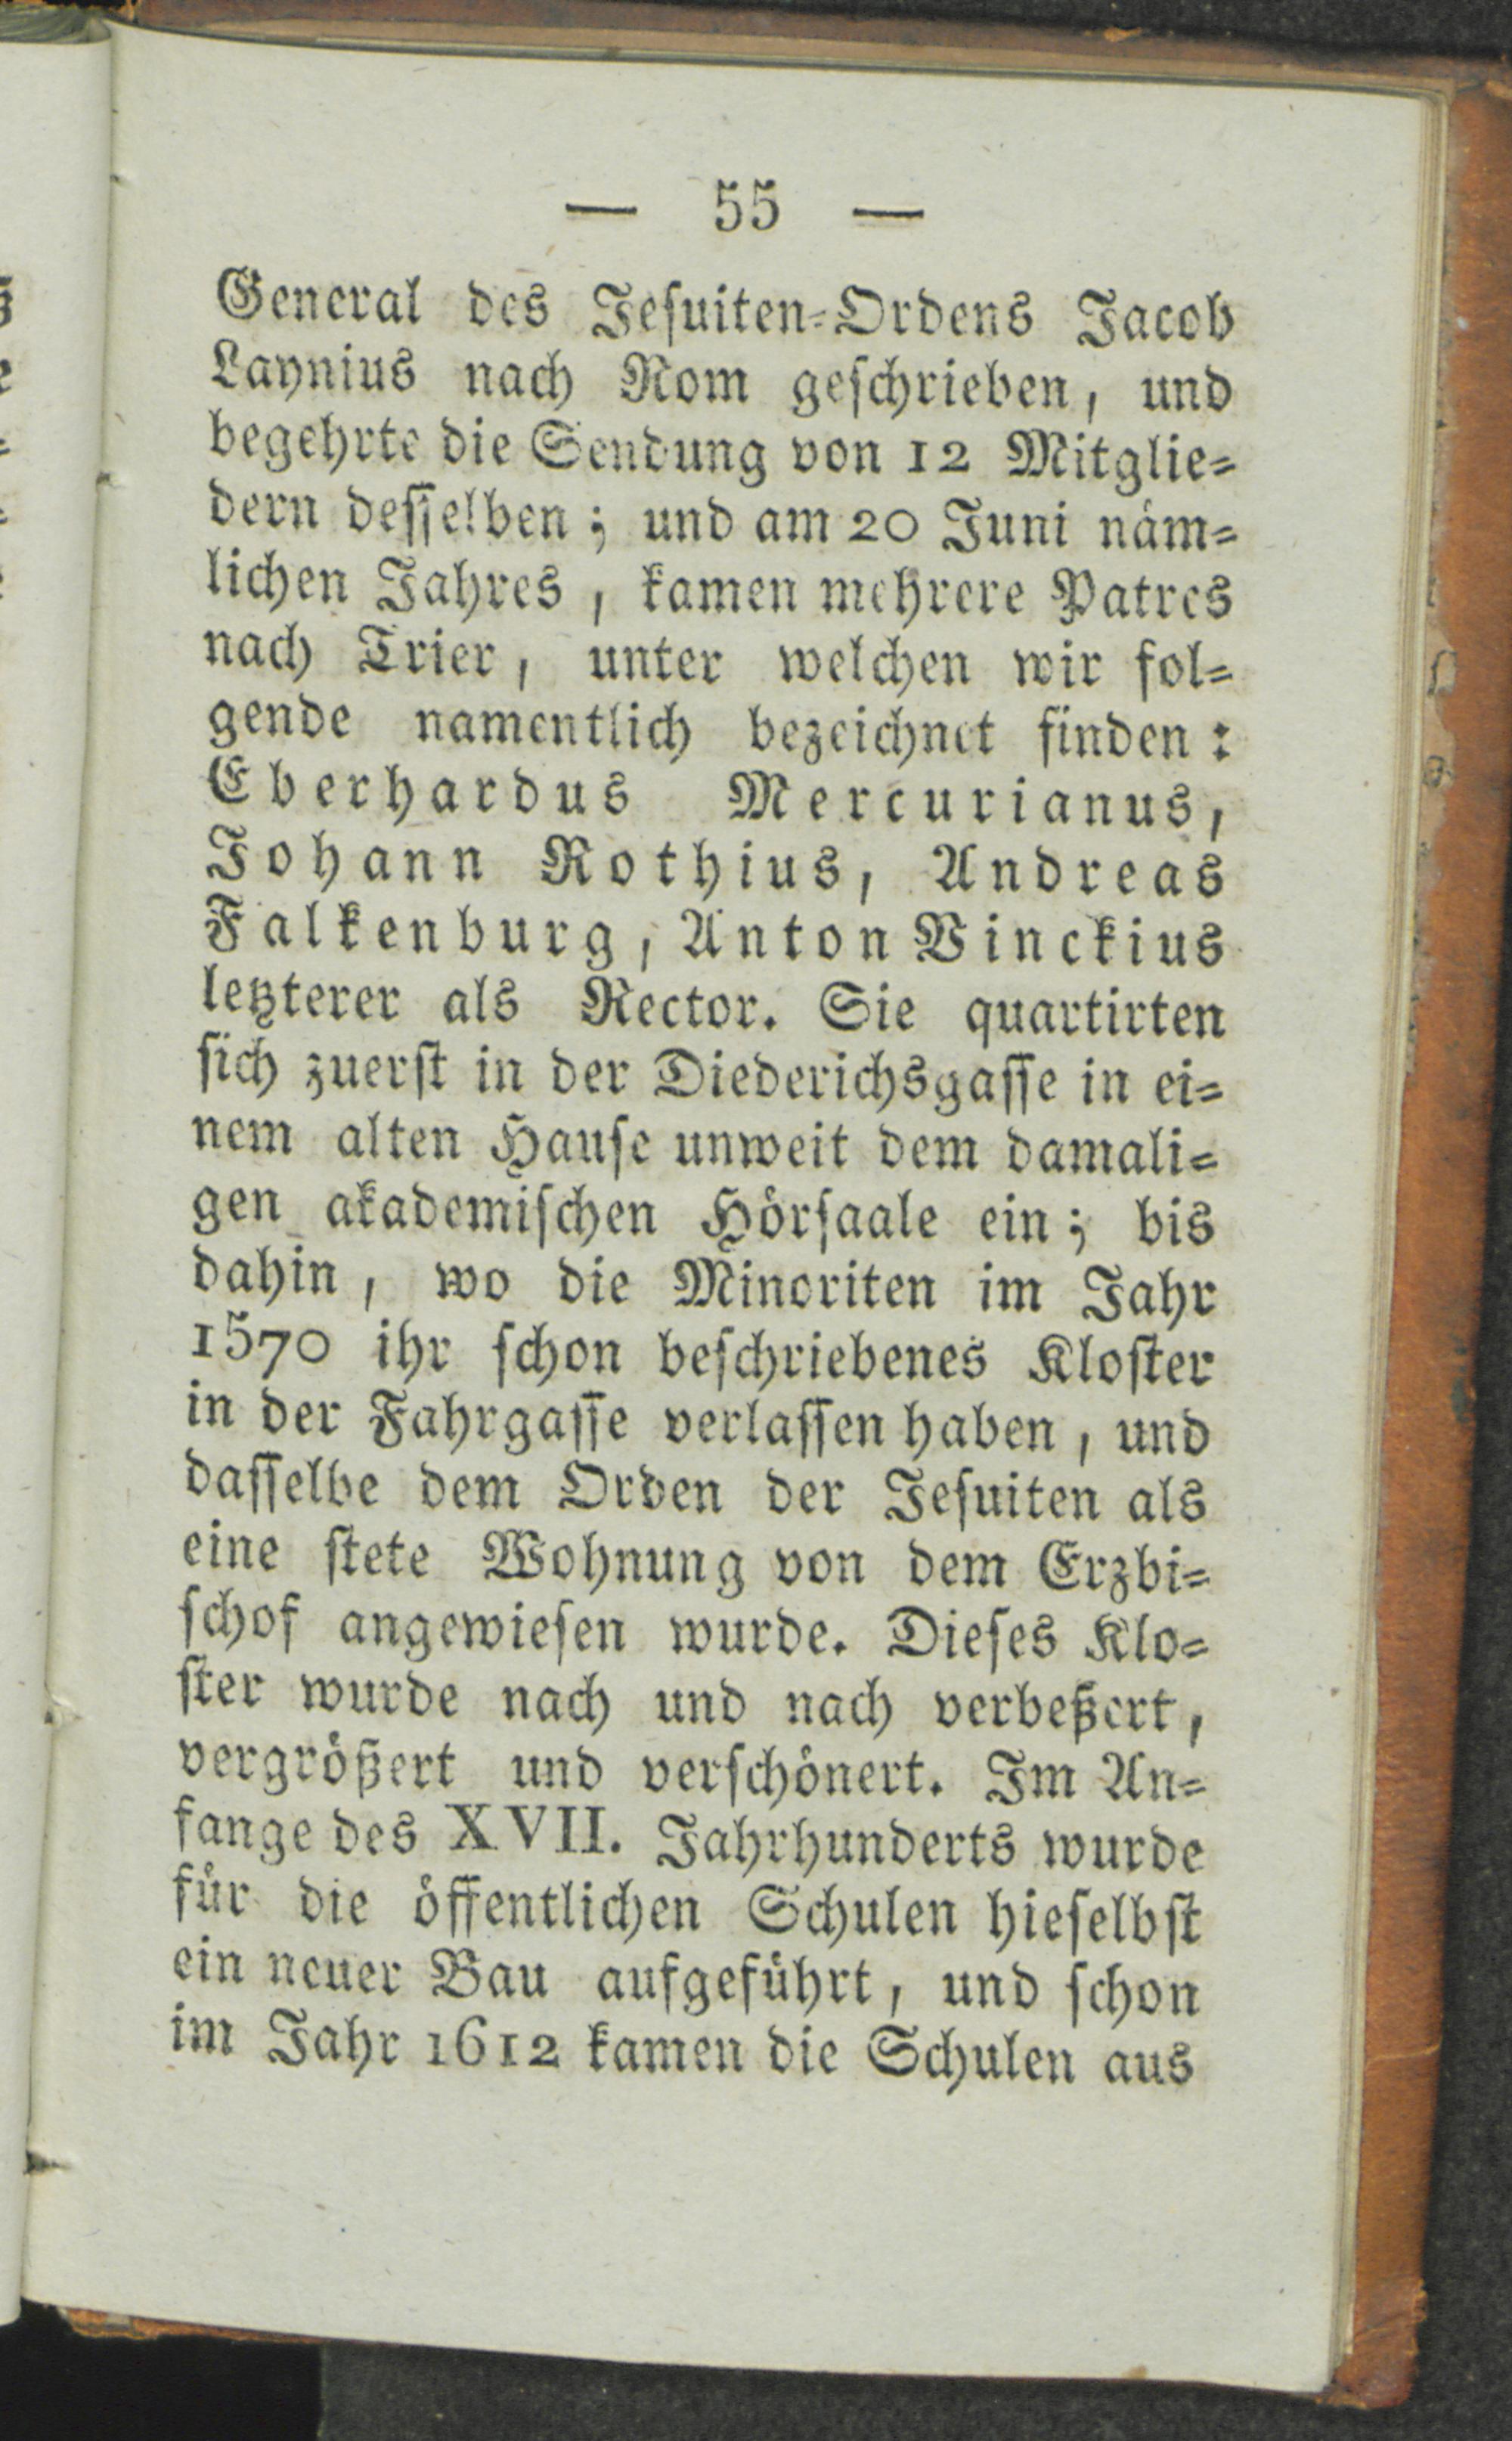 — 55 —
General des Jesuiten-Ordens Jacob
Laynius nach Rom geschrieben, und
begehrte die Sendung von 12 Mitglie-
dern desselben; und am 20 Juni näm-
lichen Jahres, kamen mehrere Patres
nach Trier, unter welchen wir fol-
gende namentlich bezeichnet finden:
Eberhardus Mercurianus,
Johann Rothius, Andreas
Falkenburg, Anton Vinckius
letzterer als Rector. Sie quartirten
sich zuerst in der Diederichsgasse in ei-
nem alten Hause unweit dem damali-
gen akademischen Hörsaale ein; bis
dahin, wo die Minoriten im Jahr
1570 ihr schon beschriebenes Kloster
in der Fahrgasse verlassen haben, und
dasselbe dem Orden der Jesuiten als
eine stete Wohnung von dem Erzbi-
schof angewiesen wurde. Dieses Klo-
ster wurde nach und nach verbeßert,
vergrößert und verschönert. Im An-
fange des XVII. Jahrhunderts wurde
für die öffentlichen Schulen hieselbst
ein neuer Bau aufgeführt, und schon
im Jahr 1612 kamen die Schulen aus